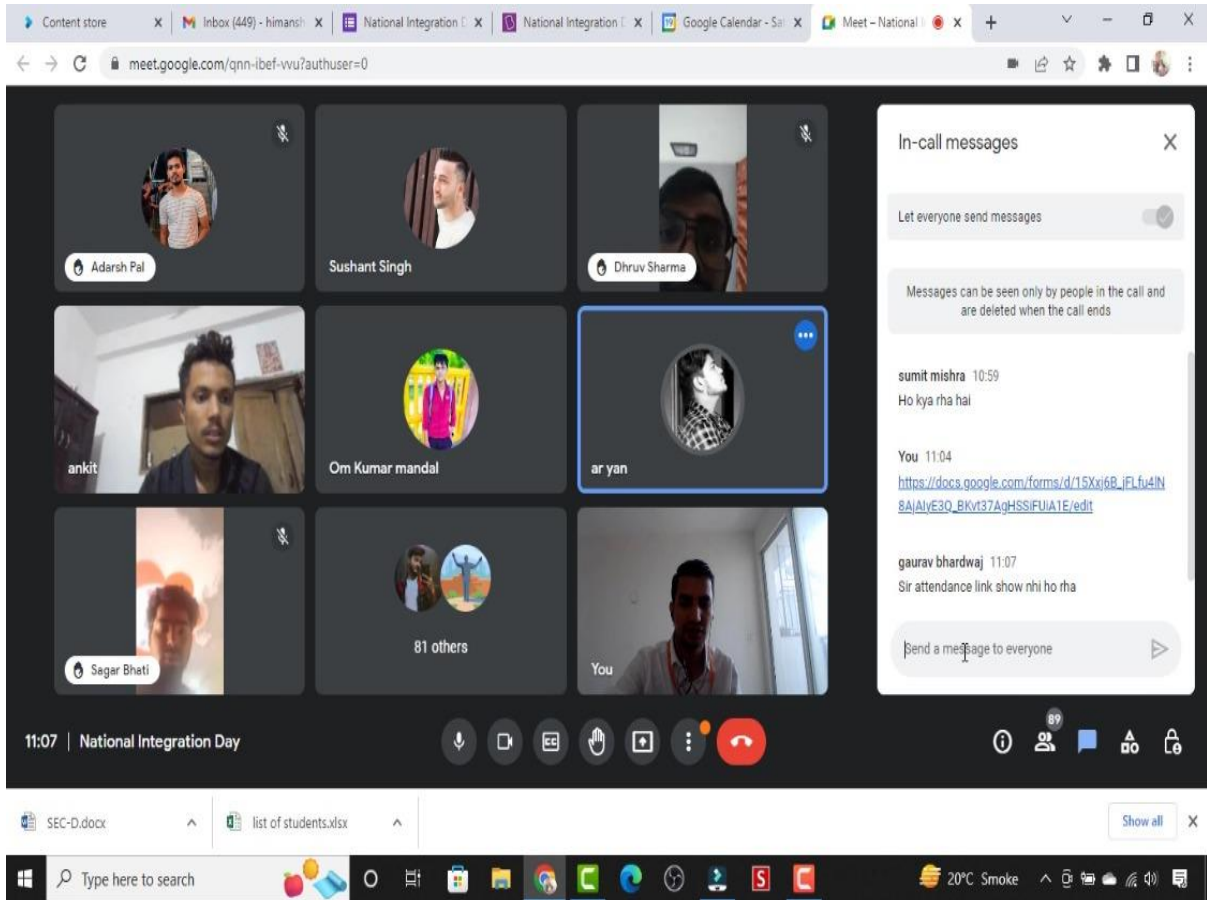 Content store
Inbox (449) - himansh
National Integration D
National Integration D
Google Calendar - Sat
Meet – National
meet.google.com/qnn-ibef-vvu?authuser=0
Adarsh Pal
Sushant Singh
Dhruv Sharma
ankit
Om Kumar mandal
ar yan
Sagar Bhati
81 others
You
In-call messages
Let everyone send messages
Messages can be seen only by people in the call and
are deleted when the call ends
sumit mishra 10:59
Ho kya rha hai
You 11:04
https://docs.google.com/forms/d/15Xxj6B_jFLfu4lN
8AjAIyE3Q_BKvt37AgHSSiFUiA1E/edit
gaurav bhardwaj 11:07
Sir attendance link show nhi ho rha
Send a message to everyone
11:07 | National Integration Day
CC
89
SEC-D.docx
list of students.xlsx
Show all
Type here to search
20°C Smoke